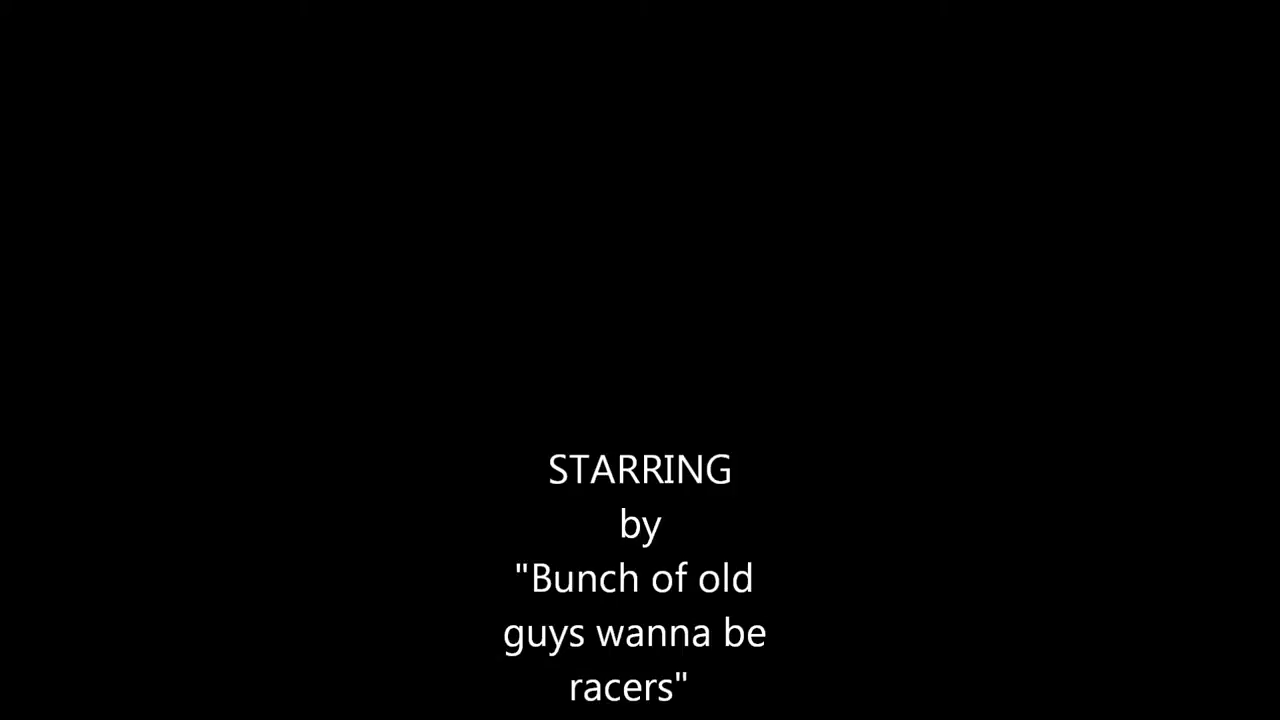 STARRING
by
"Bunch of old
guys wanna be
racers"